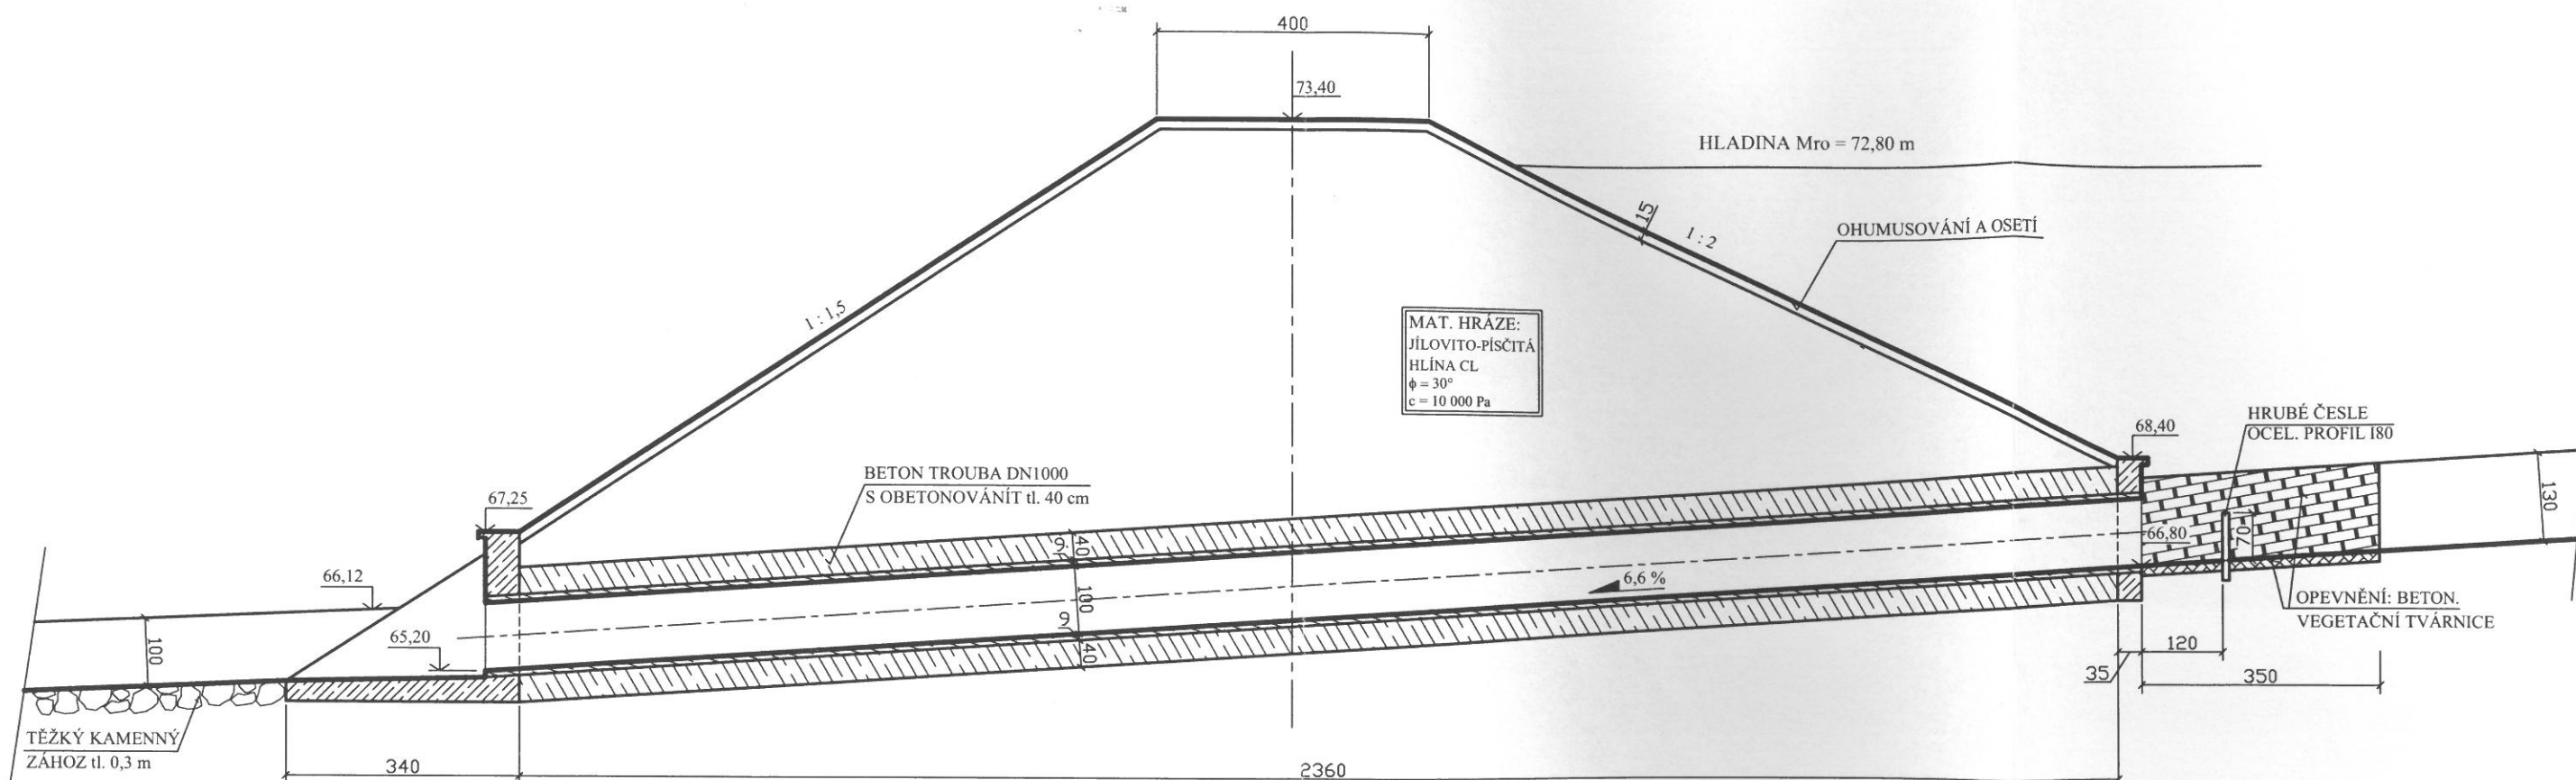 400
73,40
HLADINA Mro = 72,80 m
15
1 : 2
OHUMUSOVÁNÍ A OSETÍ
1 : 1,5
MAT. HRÁZE:
JÍLOVITO-PÍSČITÁ
HLÍNA CL
ϕ = 30°
c = 10 000 Pa
HRUBÉ ČESLE
OCEL. PROFIL I80
68,40
BETON TROUBA DN1000
S OBETONOVÁNÍT tl. 40 cm
67,25
130
70
66,80
9
40
100
9
40
6,6 %
66,12
65,20
100
OPEVNĚNÍ: BETON.
VEGETAČNÍ TVÁRNICE
120
35
350
TĚŽKÝ KAMENNÝ
ZÁHOZ tl. 0,3 m
340
2360